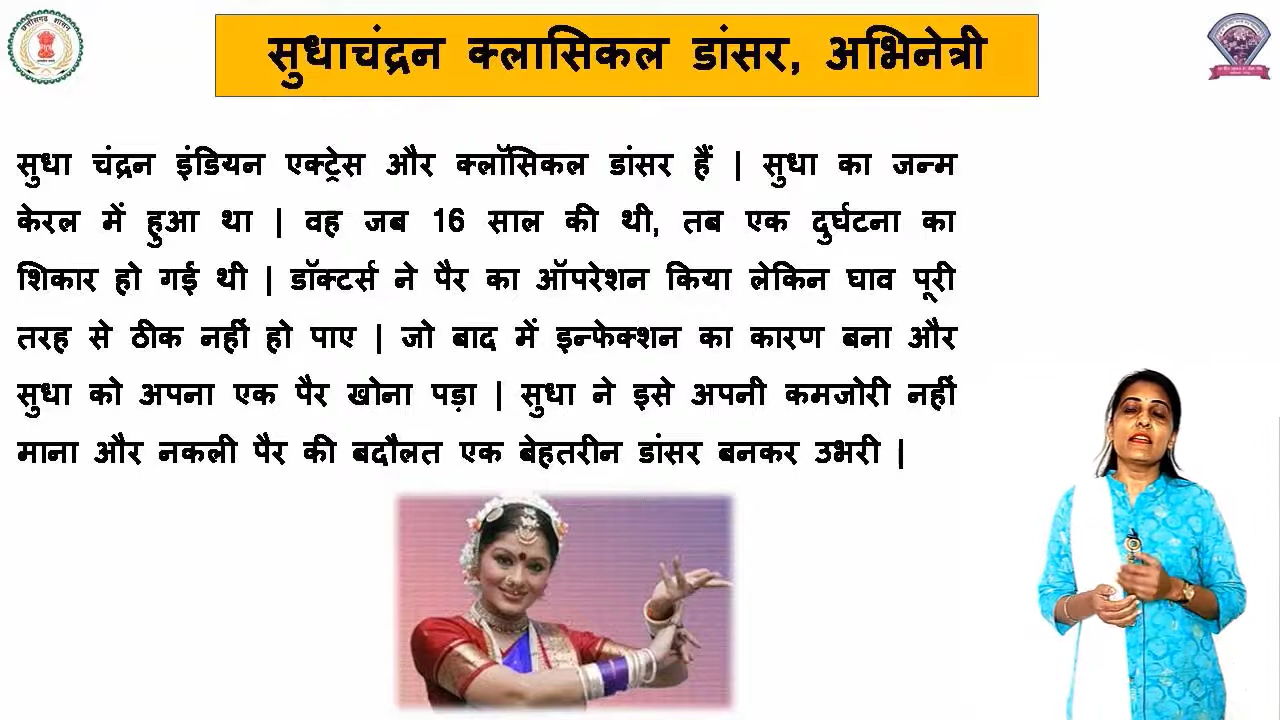 सुधाचंद्रन क्लासिकल डांसर, अभिनेत्री
सुधा चंद्रन इंडियन एक्ट्रेस और क्लॉसिकल डांसर हैं | सुधा का जन्म
केरल में हुआ था | वह जब 16 साल की थी, तब एक दुर्घटना का
शिकार हो गई थी | डॉक्टर्स ने पैर का ऑपरेशन किया लेकिन घाव पूरी
तरह से ठीक नहीं हो पाए | जो बाद में इन्फेक्शन का कारण बना और
सुधा को अपना एक पैर खोना पड़ा | सुधा ने इसे अपनी कमजोरी नहीं
माना और नकली पैर की बदौलत एक बेहतरीन डांसर बनकर उभरी |